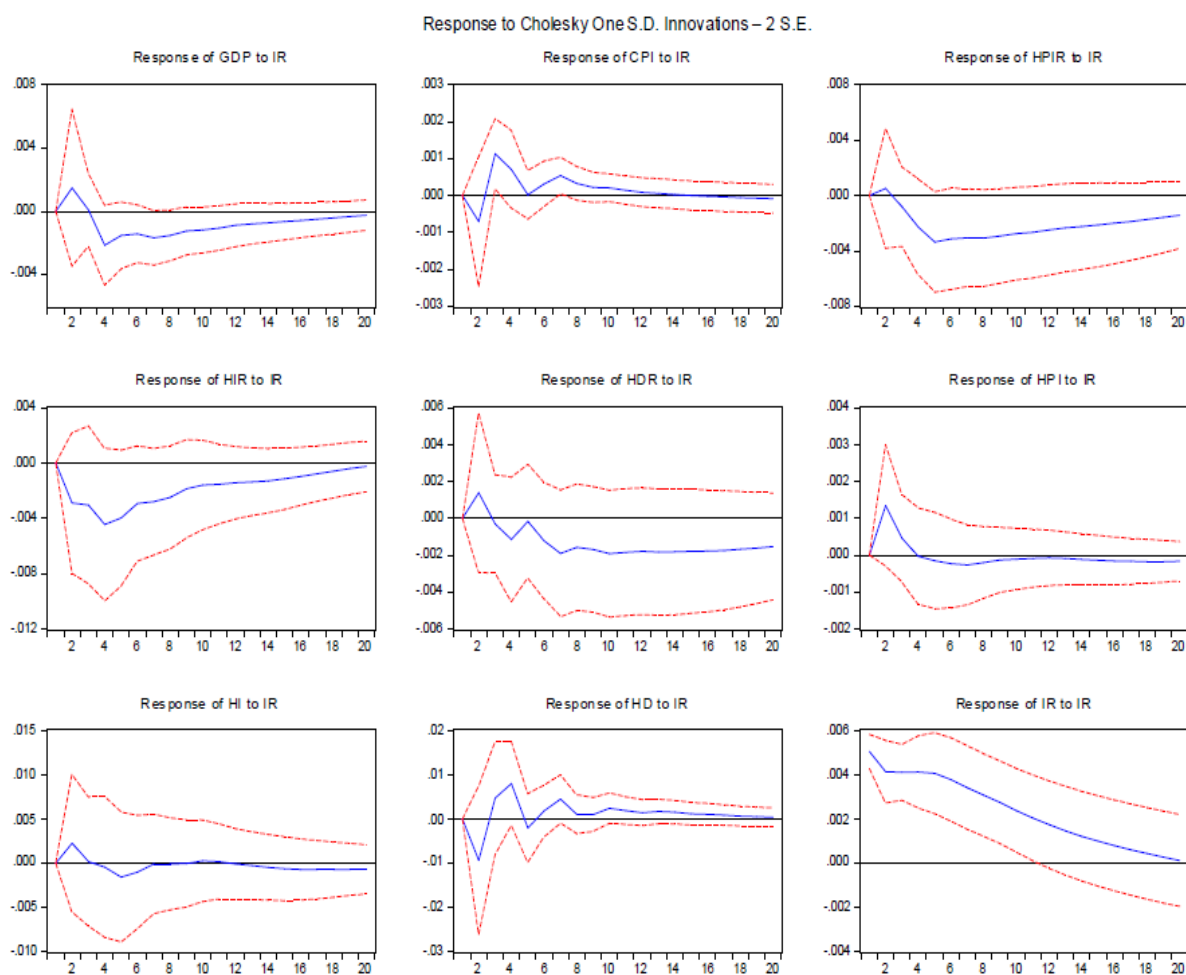 Response to Cholesky One S.D. Innovations – 2 S.E.
Response of GDP to IR
.008
.004
.000
-.004
2 4 6 8 10 12 14 16 18 20
Response of CPI to IR
.003
.002
.001
.000
-.001
-.002
-.003
2 4 6 8 10 12 14 16 18 20
Response of HPIR to IR
.008
.004
.000
-.004
-.008
2 4 6 8 10 12 14 16 18 20
Response of HIR to IR
.004
.000
-.004
-.008
-.012
2 4 6 8 10 12 14 16 18 20
Response of HDR to IR
.006
.004
.002
.000
-.002
-.004
-.006
2 4 6 8 10 12 14 16 18 20
Response of HPI to IR
.004
.003
.002
.001
.000
-.001
-.002
2 4 6 8 10 12 14 16 18 20
Response of HI to IR
.015
.010
.005
.000
-.005
-.010
2 4 6 8 10 12 14 16 18 20
Response of HD to IR
.02
.01
.00
-.01
-.02
-.03
2 4 6 8 10 12 14 16 18 20
Response of IR to IR
.006
.004
.002
.000
.002
-.004
2 4 6 8 10 12 14 16 18 20